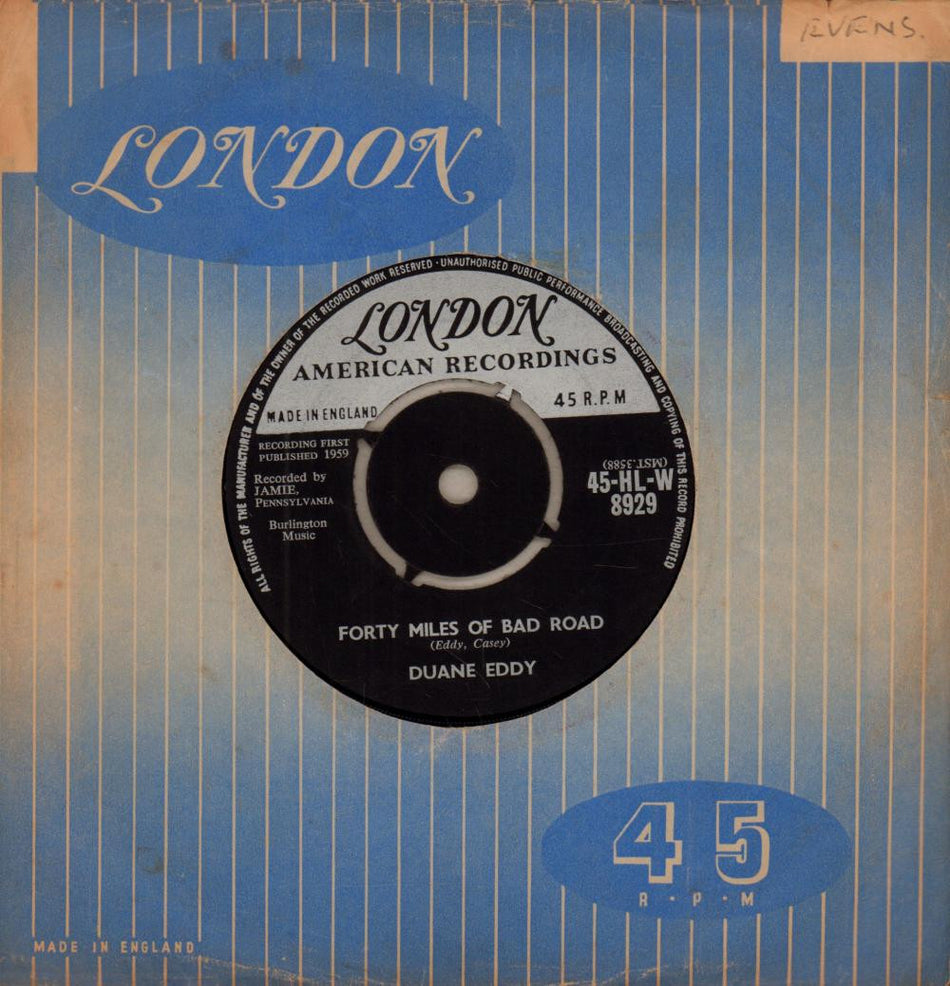 EVENS.
LONDON
ALL RIGHTS OF THE MANUFACTURER AND OF THE OWNER OF THE RECORDED WORK RESERVED · UNAUTHORISED PUBLIC PERFORMANCE BROADCASTING AND COPYING OF THIS RECORD PROHIBITED
LONDON
AMERICAN RECORDINGS
MADE IN ENGLAND
45 R.P.M
RECORDING FIRST
PUBLISHED 1959
Recorded by
JAMIE,
PENNSYLVANIA
Burlington
Music
(MST.3588)
45-HL-W
8929
FORTY MILES OF BAD ROAD
(Eddy, Casey)
DUANE EDDY
45
R·P·M
MADE IN ENGLAND